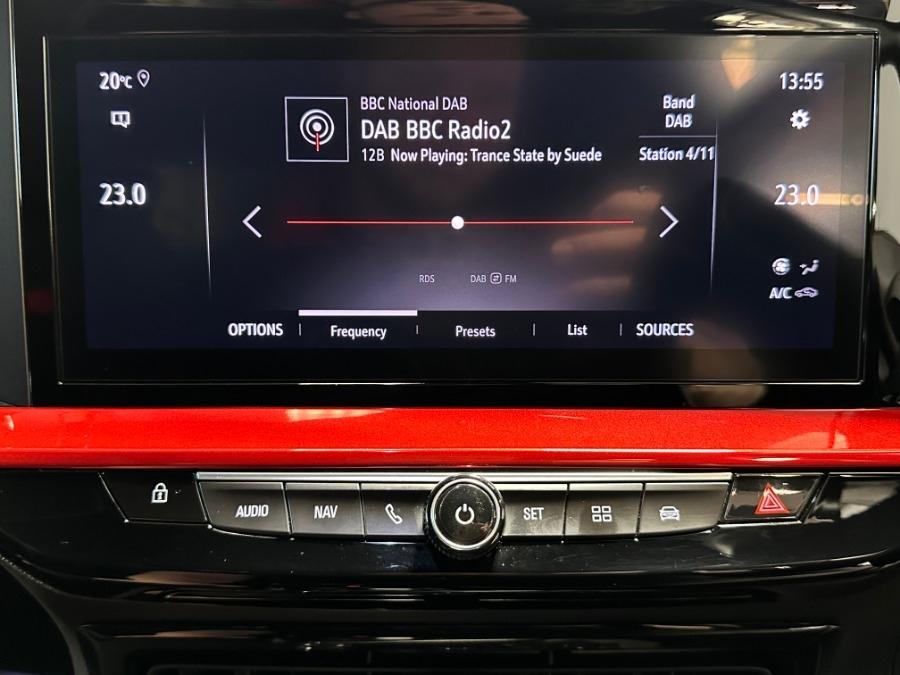 20°C
13:55
BBC National DAB
DAB BBC Radio2
12B Now Playing: Trance State by Suede
Band
DAB
Station 4/11
23.0
23.0
RDS
DAB FM
A/C
OPTIONS
Frequency
Presets
List
SOURCES
AUDIO
NAV
SET